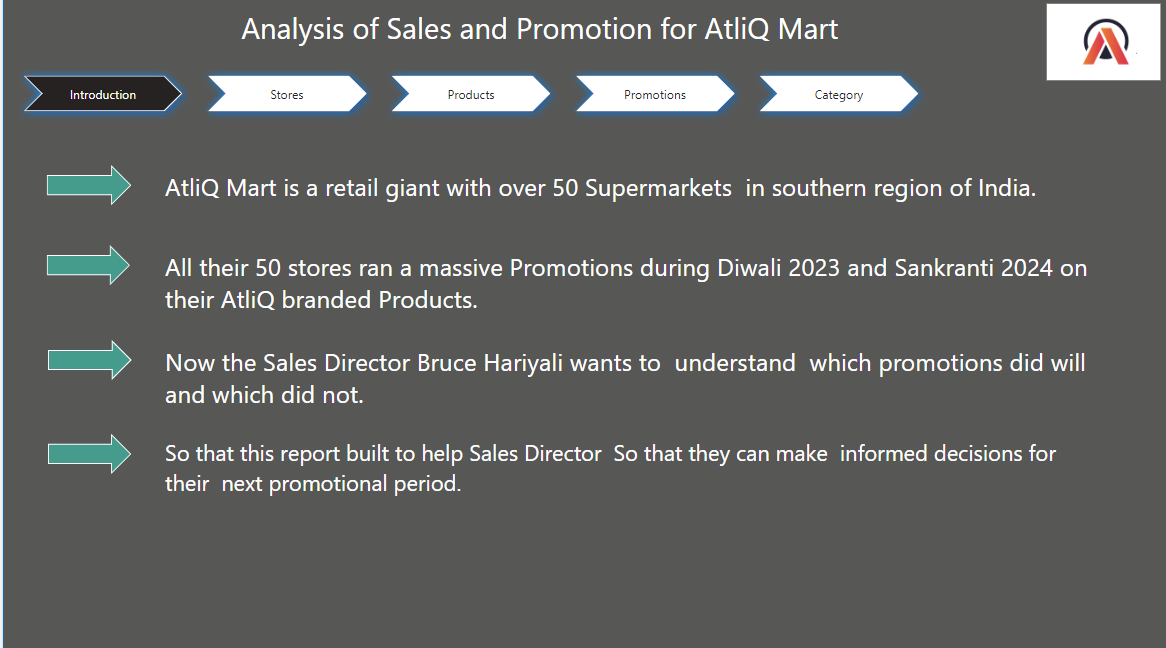 Analysis of Sales and Promotion for AtliQ Mart
Introduction
Stores
Products
Promotions
Category
AtliQ Mart is a retail giant with over 50 Supermarkets  in southern region of India.
All their 50 stores ran a massive Promotions during Diwali 2023 and Sankranti 2024 on
their AtliQ branded Products.
Now the Sales Director Bruce Hariyali wants to  understand  which promotions did will
and which did not.
So that this report built to help Sales Director  So that they can make  informed decisions for
their  next promotional period.